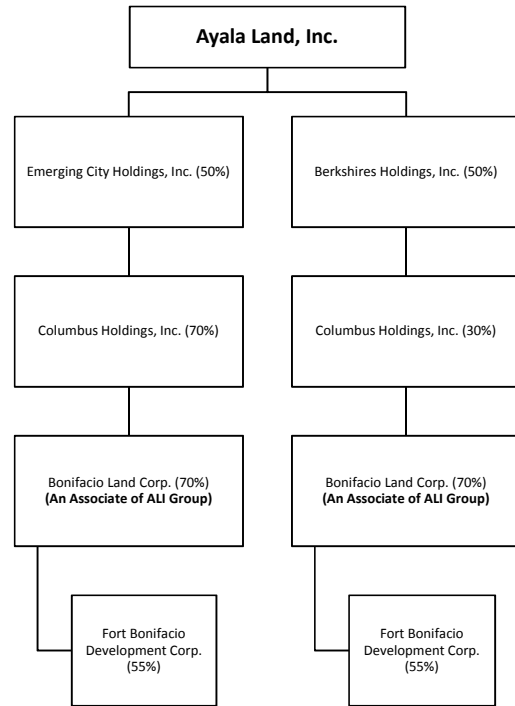 Ayala Land, Inc.
Emerging City Holdings, Inc. (50%)
Berkshires Holdings, Inc. (50%)
Columbus Holdings, Inc. (70%)
Columbus Holdings, Inc. (30%)
Bonifacio Land Corp. (70%)
(An Associate of ALI Group)
Bonifacio Land Corp. (70%)
(An Associate of ALI Group)
Fort Bonifacio
Development Corp.
(55%)
Fort Bonifacio
Development Corp.
(55%)